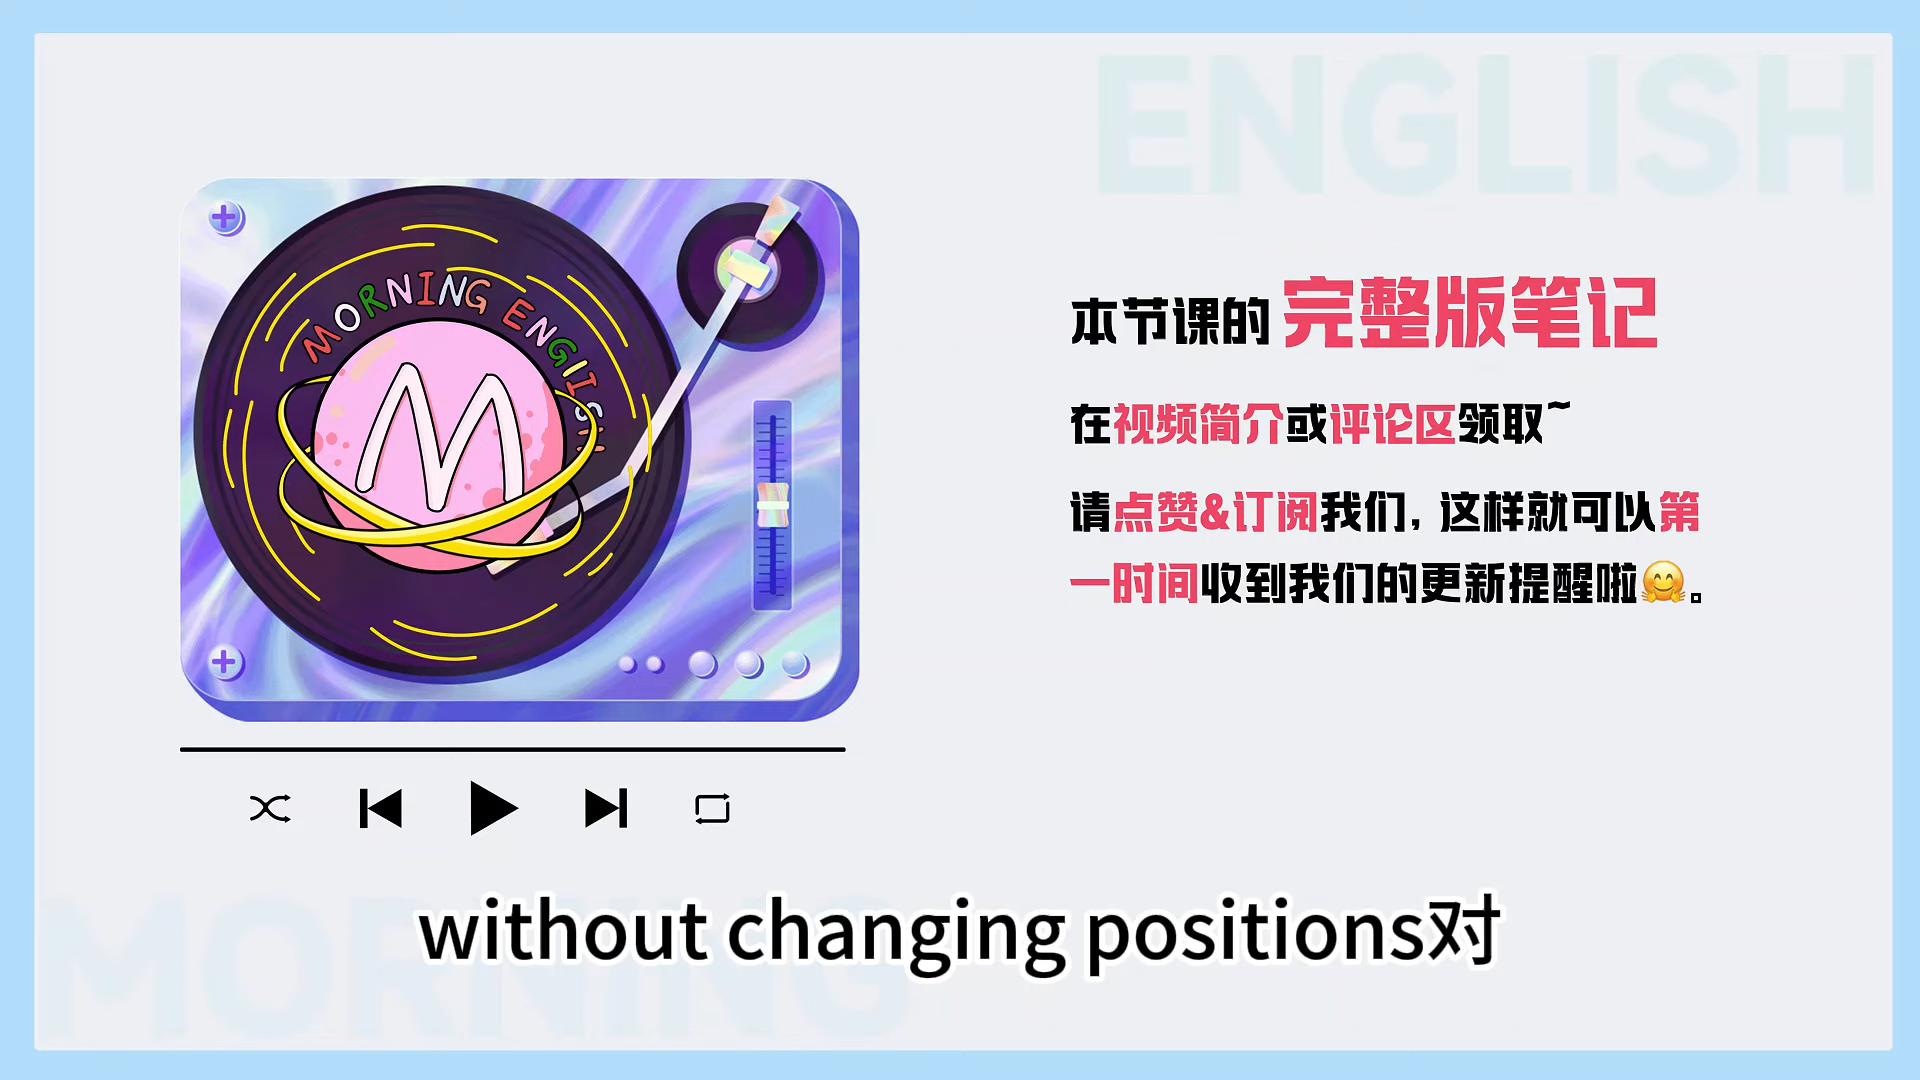 ENGLISH
MORNING ENGLISH
M
本节课的完整版笔记
在视频简介或评论区领取~
请点赞&订阅我们,这样就可以第
一时间收到我们的更新提醒啦🤗。
without changing positions对
MORNING